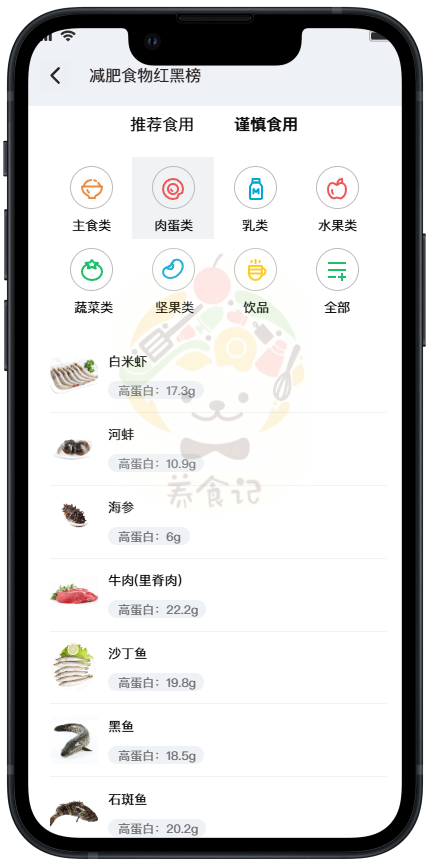 减肥食物红黑榜
推荐食用 谨慎食用
主食类 肉蛋类 乳类 水果类
蔬菜类 坚果类 饮品 全部
白米虾
高蛋白：17.3g
河蚌
高蛋白：10.9g
养食记
海参
高蛋白：6g
牛肉(里脊肉)
高蛋白：22.2g
沙丁鱼
高蛋白：19.8g
黑鱼
高蛋白：18.5g
石斑鱼
高蛋白：20.2g